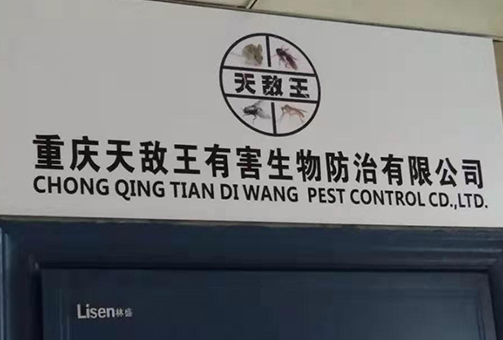 天敌王
重庆天敌王有害生物防治有限公司
CHONG QING TIAN DI WANG PEST CONTROL CD.,LTD.
Lisen林盛